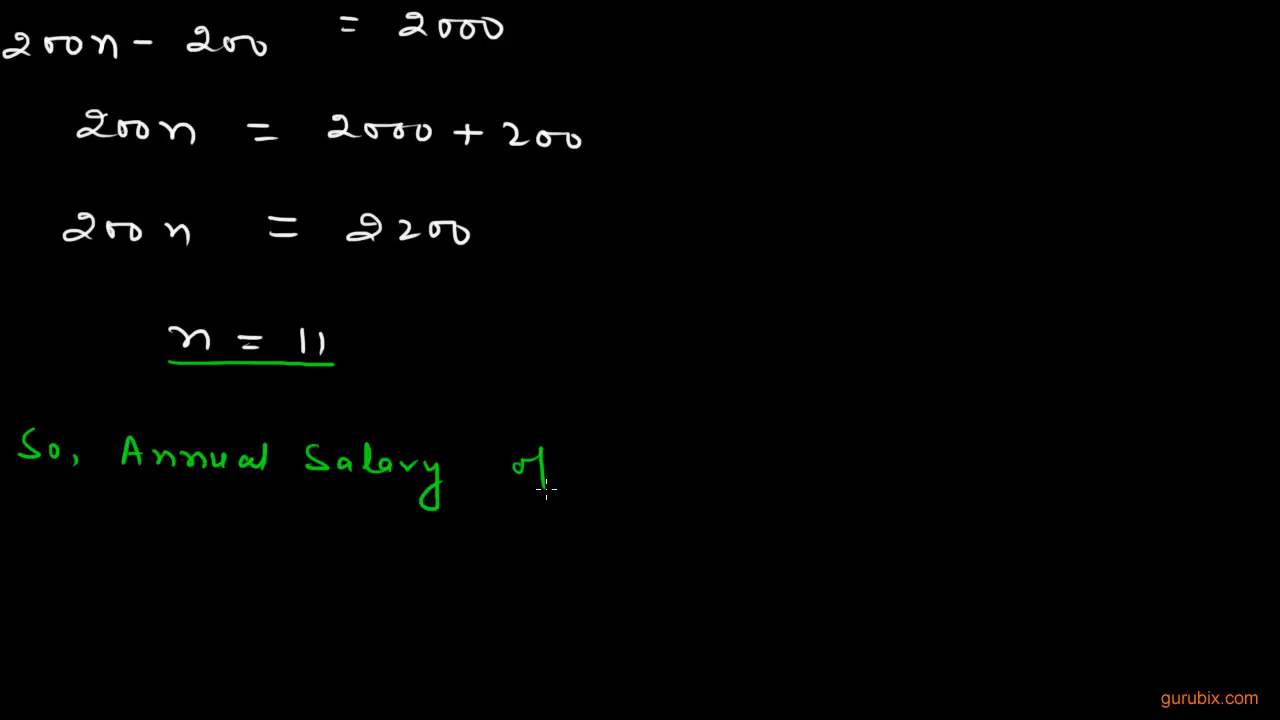 200n - 200 = 2000
200n = 2000 + 200
200n = 2200
n = 11
So, Annual Salary of
gurubix.com